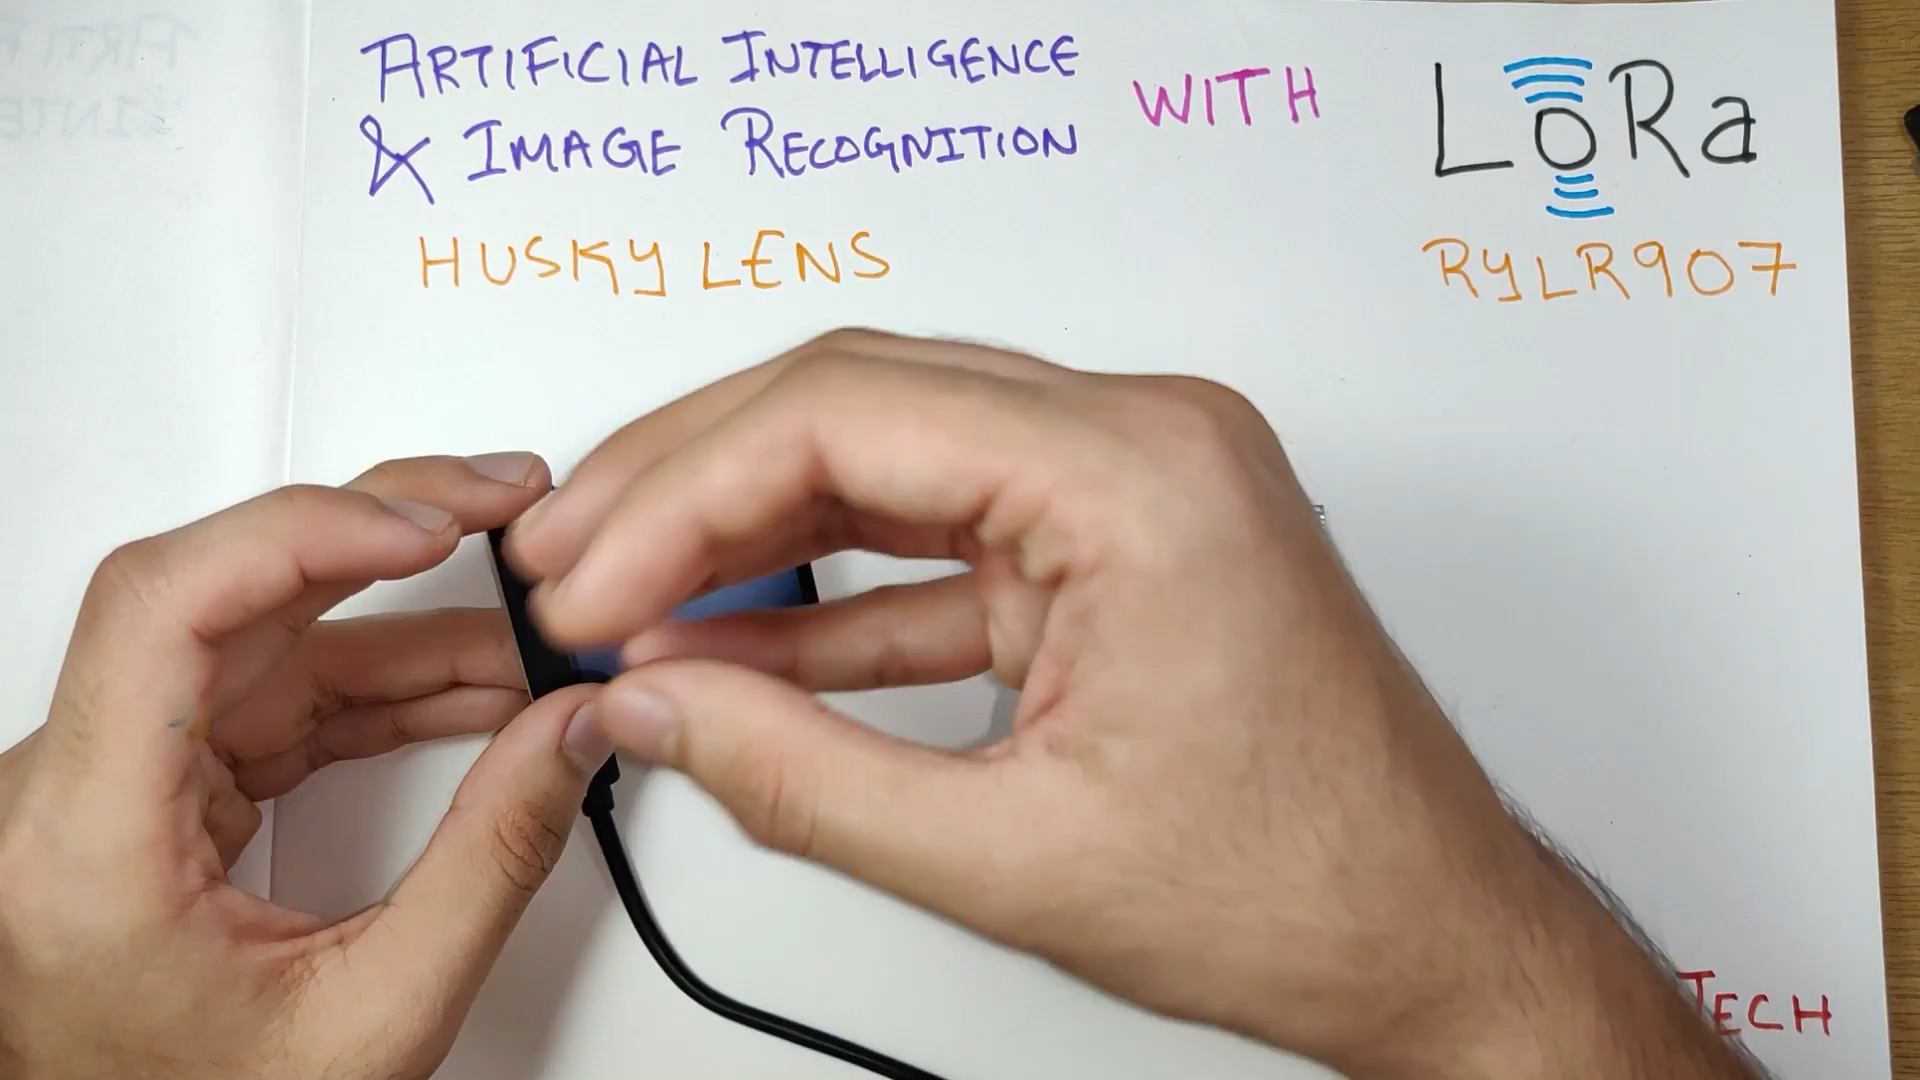 ARTIFICIAL INTELLIGENCE
& IMAGE RECOGNITION
WITH
LoRa
HUSKY LENS
RYLR907
TECH